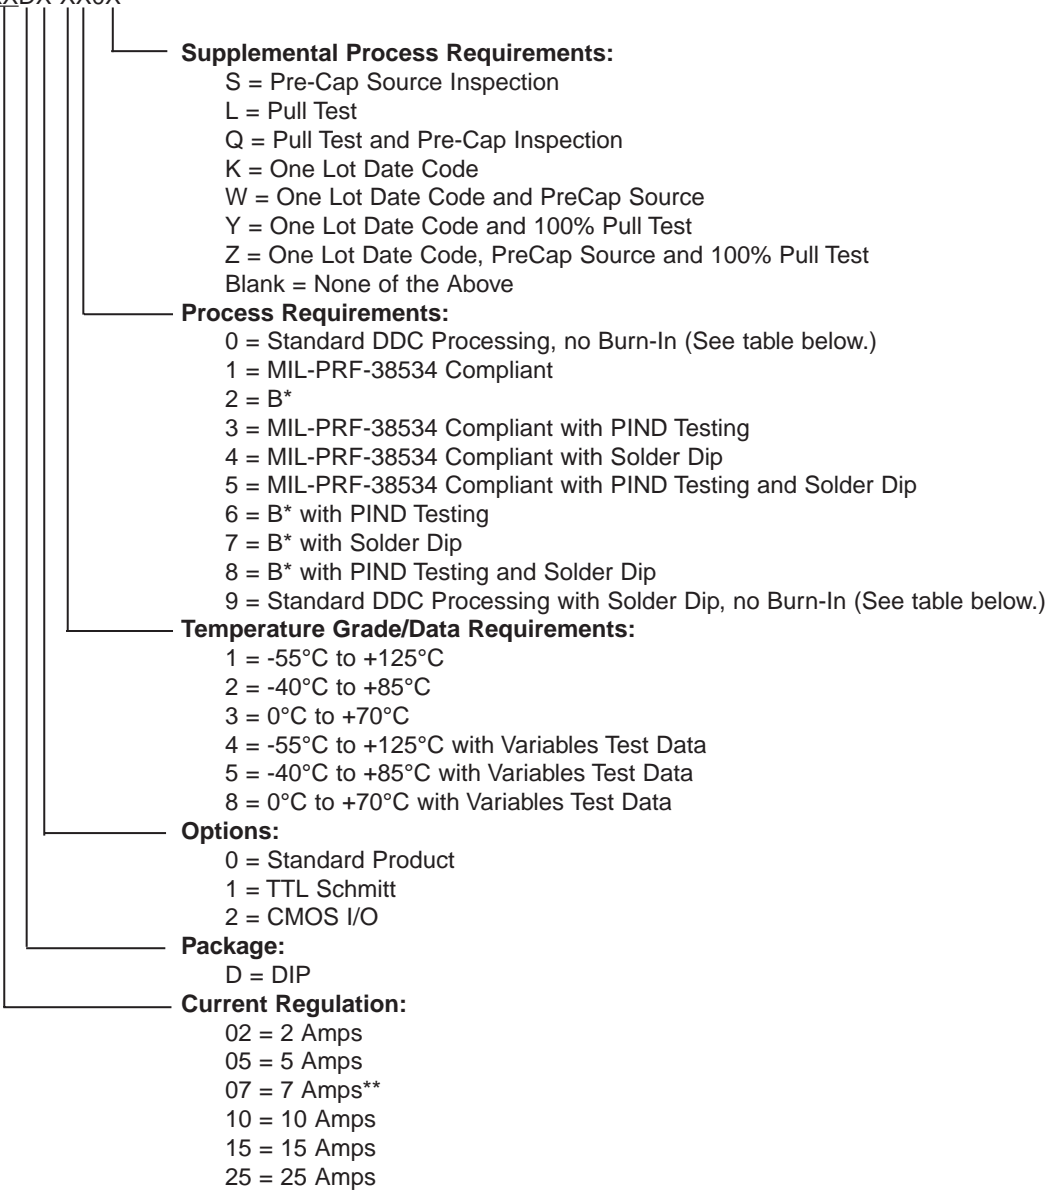 Supplemental Process Requirements:
S = Pre-Cap Source Inspection
L = Pull Test
Q = Pull Test and Pre-Cap Inspection
K = One Lot Date Code
W = One Lot Date Code and PreCap Source
Y = One Lot Date Code and 100% Pull Test
Z = One Lot Date Code, PreCap Source and 100% Pull Test
Blank = None of the Above
Process Requirements:
0 = Standard DDC Processing, no Burn-In (See table below.)
1 = MIL-PRF-38534 Compliant
2 = B*
3 = MIL-PRF-38534 Compliant with PIND Testing
4 = MIL-PRF-38534 Compliant with Solder Dip
5 = MIL-PRF-38534 Compliant with PIND Testing and Solder Dip
6 = B* with PIND Testing
7 = B* with Solder Dip
8 = B* with PIND Testing and Solder Dip
9 = Standard DDC Processing with Solder Dip, no Burn-In (See table below.)
Temperature Grade/Data Requirements:
1 = -55°C to +125°C
2 = -40°C to +85°C
3 = 0°C to +70°C
4 = -55°C to +125°C with Variables Test Data
5 = -40°C to +85°C with Variables Test Data
8 = 0°C to +70°C with Variables Test Data
Options:
0 = Standard Product
1 = TTL Schmitt
2 = CMOS I/O
Package:
D = DIP
Current Regulation:
02 = 2 Amps
05 = 5 Amps
07 = 7 Amps**
10 = 10 Amps
15 = 15 Amps
25 = 25 Amps